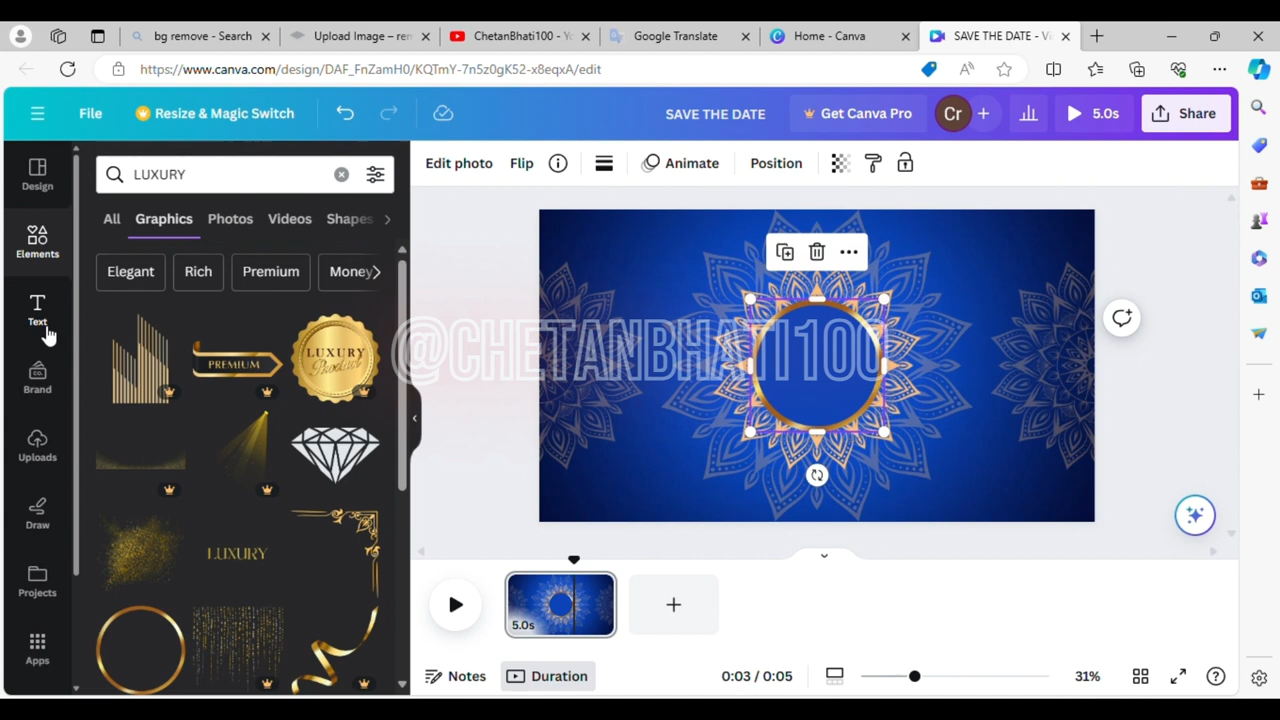 bg remove - Search
Upload Image – ren
ChetanBhati100 - Yo
Google Translate
Home - Canva
SAVE THE DATE - Vi
https://www.canva.com/design/DAF_FnZamH0/KQTmY-7n5z0gK52-x8eqxA/edit
File
Resize & Magic Switch
SAVE THE DATE
Get Canva Pro
Cr
5.0s
Share
Design
Elements
Text
Brand
Uploads
Draw
Projects
Apps
LUXURY
All Graphics Photos Videos Shapes
Elegant Rich Premium Money
PREMIUM
LUXURY
Product
LUXURY
Edit photo Flip Animate Position
@CHETANBHATI100
5.0s
Notes Duration 0:03 / 0:05 31%